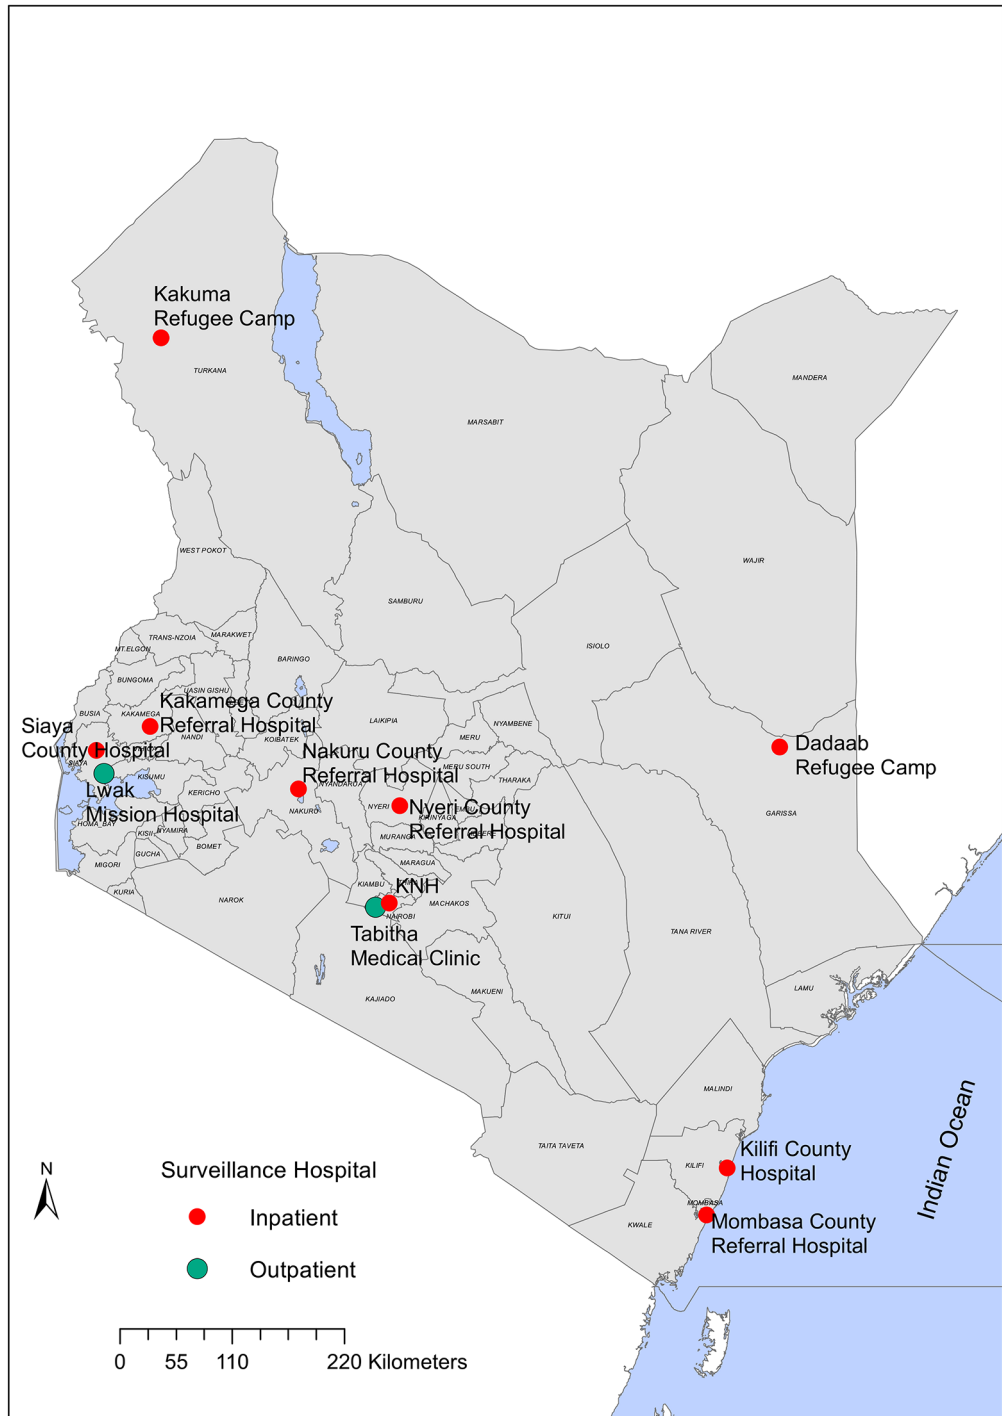 Kakuma
Refugee Camp
TURKANA
MANDERA
MARSABIT
WEST POKOT
WAJIR
SAMBURU
TRANS-NZOIA
MARAKWET
MT.ELGON
ISIOLO
BARINGO
BUNGOMA
UASIN GISHU
Kakamega County
Referral Hospital
BUSIA
KAKAMEGA
LAIKIPIA
NYAMBENE
Siaya
County Hospital
NANDI
KOIBATEK
MERU
Dadaab
Refugee Camp
Nakuru County
Referral Hospital
SIAYA
KISUMU
MERU SOUTH
THARAKA
NYANDARUA
Lwak
Mission Hospital
KERICHO
NYERI
Nyeri County
Referral Hospital
KIRINYAGA
NAKURU
GARISSA
HOMA_BAY
KISII
NYAMIRA
BOMET
MURANGA
GUCHA
MIGORI
MARAGUA
KURIA
NAROK
KIAMBU
KNH
MACHAKOS
NAIROBI
KITUI
TANA RIVER
Tabitha
Medical Clinic
KAJIADO
MAKUENI
LAMU
MALINDI
TAITA TAVETA
KILIFI
Kilifi County
Hospital
Indian Ocean
MOMBASA
KWALE
Mombasa County
Referral Hospital
N
Surveillance Hospital
Inpatient
Outpatient
0 55 110 220 Kilometers